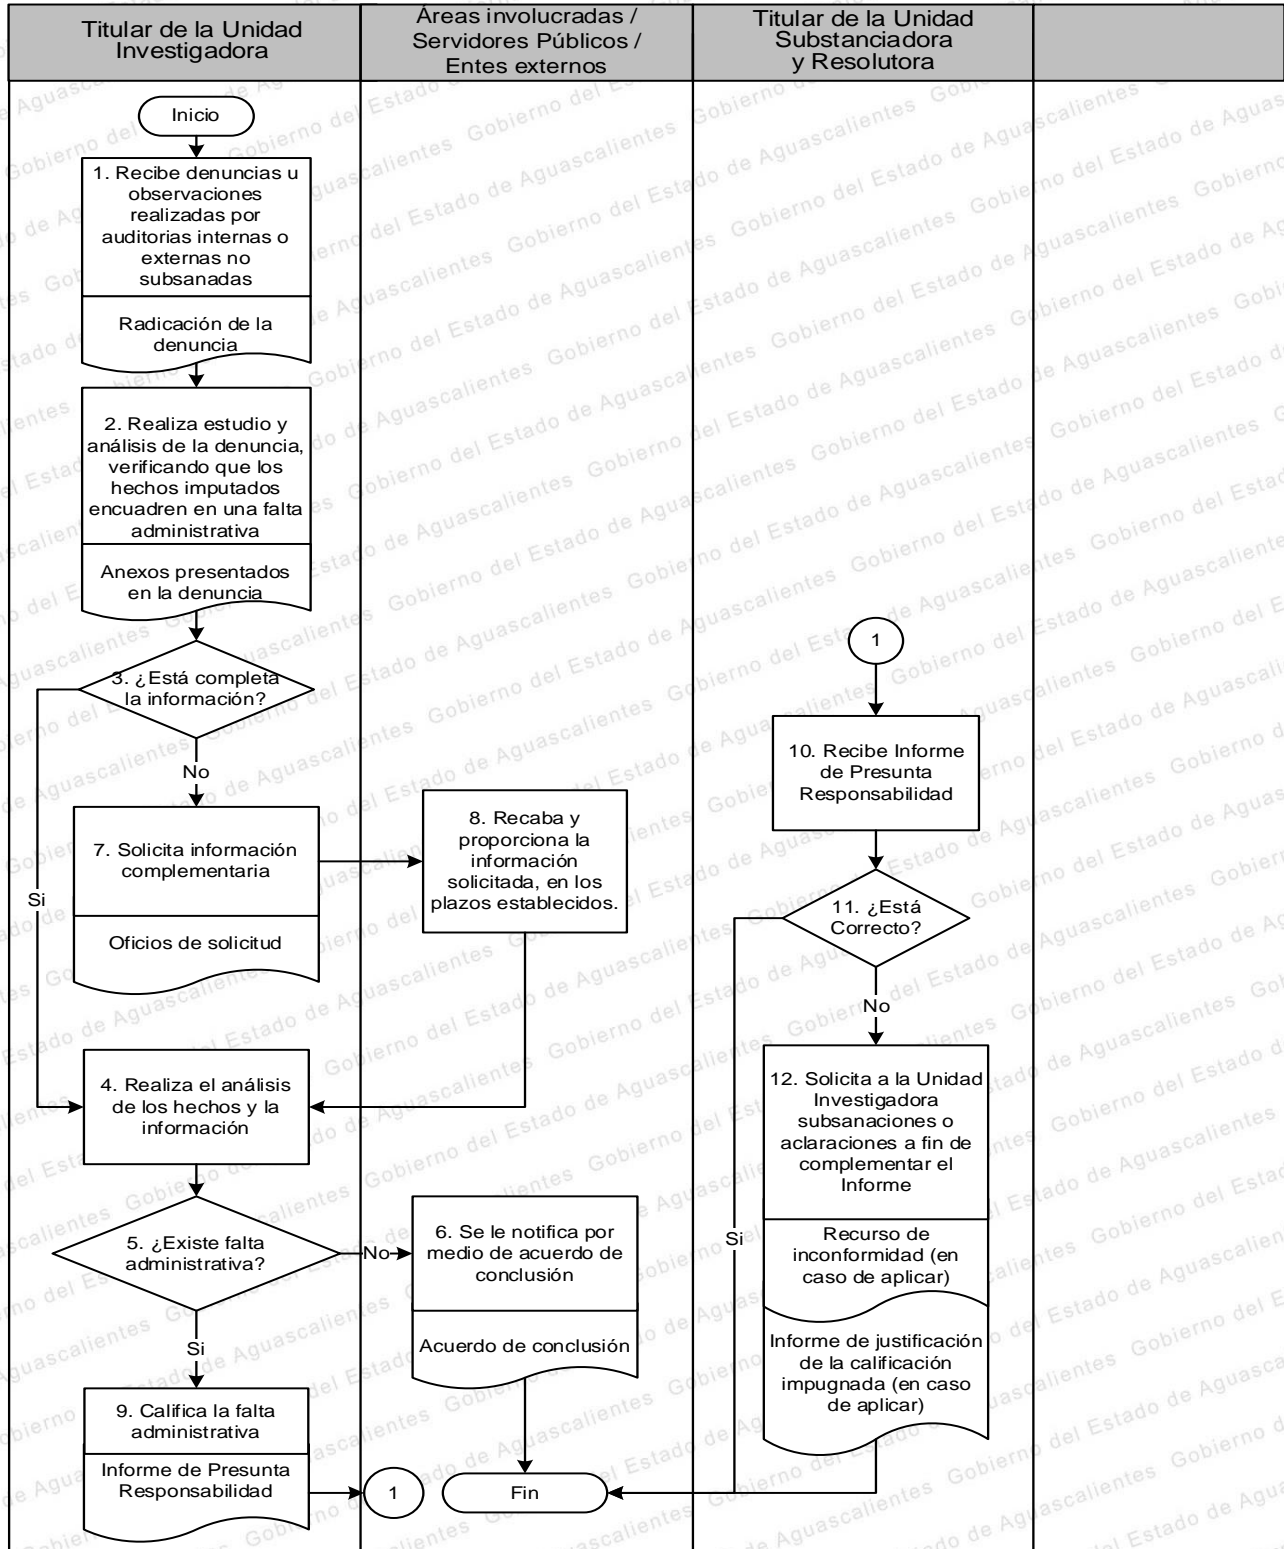 Titular de la Unidad
Investigadora
Áreas involucradas /
Servidores Públicos /
Entes externos
Titular de la Unidad
Substanciadora
y Resolutora
Inicio
1. Recibe denuncias u
observaciones
realizadas por
auditorias internas o
externas no
subsanadas
Radicación de la
denuncia
2. Realiza estudio y
análisis de la denuncia,
verificando que los
hechos imputados
encuadren en una falta
administrativa
Anexos presentados
en la denuncia
3. ¿Está completa
la información?
No
Si
7. Solicita información
complementaria
Oficios de solicitud
8. Recaba y
proporciona la
información
solicitada, en los
plazos establecidos.
4. Realiza el análisis
de los hechos y la
información
5. ¿Existe falta
administrativa?
No
6. Se le notifica por
medio de acuerdo de
conclusión
Acuerdo de conclusión
Si
9. Califica la falta
administrativa
Informe de Presunta
Responsabilidad
1
Fin
1
10. Recibe Informe
de Presunta
Responsabilidad
11. ¿Está
Correcto?
No
Si
12. Solicita a la Unidad
Investigadora
subsanaciones o
aclaraciones a fin de
complementar el
Informe
Recurso de
inconformidad (en
caso de aplicar)
Informe de justificación
de la calificación
impugnada (en caso
de aplicar)
Gobierno del Estado de Aguascalientes